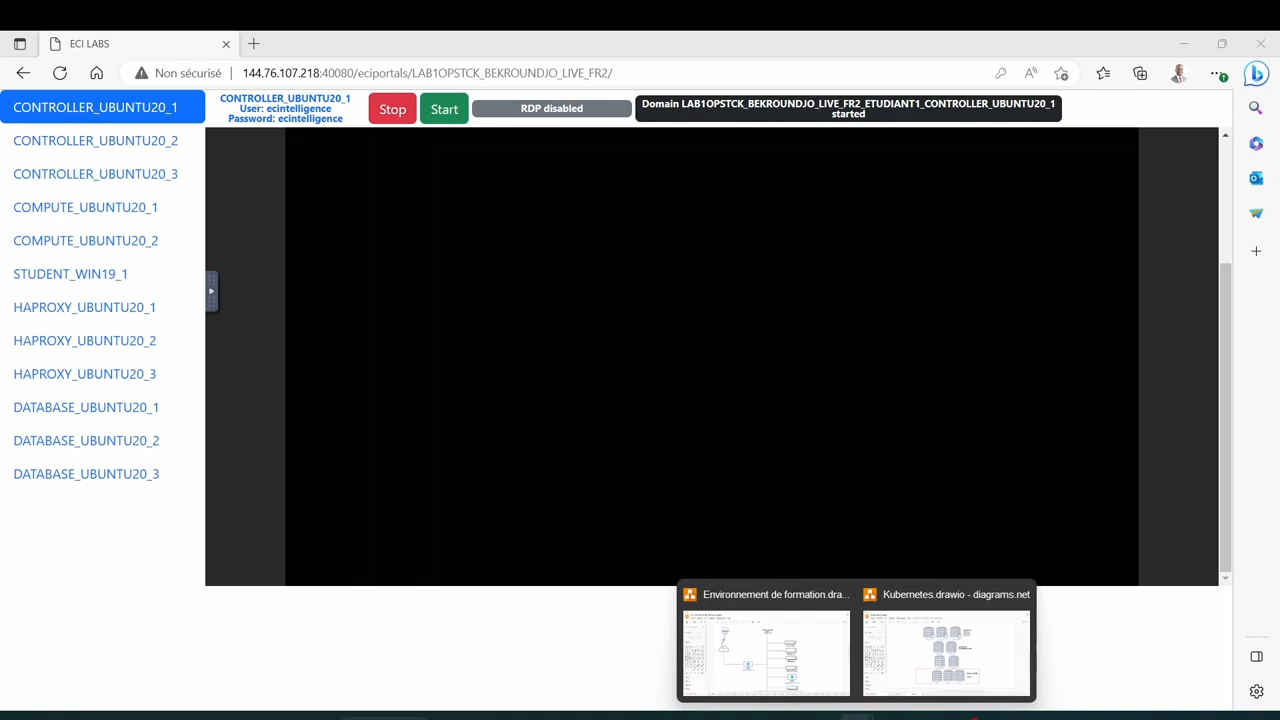 ECI LABS
Non sécurisé
144.76.107.218:40080/eciportals/LAB1OPSTCK_BEKROUNDJO_LIVE_FR2/
CONTROLLER_UBUNTU20_1
CONTROLLER_UBUNTU20_2
CONTROLLER_UBUNTU20_3
COMPUTE_UBUNTU20_1
COMPUTE_UBUNTU20_2
STUDENT_WIN19_1
HAPROXY_UBUNTU20_1
HAPROXY_UBUNTU20_2
HAPROXY_UBUNTU20_3
DATABASE_UBUNTU20_1
DATABASE_UBUNTU20_2
DATABASE_UBUNTU20_3
CONTROLLER_UBUNTU20_1
User: ecintelligence
Password: ecintelligence
Stop
Start
RDP disabled
Domain LAB1OPSTCK_BEKROUNDJO_LIVE_FR2_ETUDIANT1_CONTROLLER_UBUNTU20_1
started
Environnement de formation.dra...
Kubernetes.drawio - diagrams.net